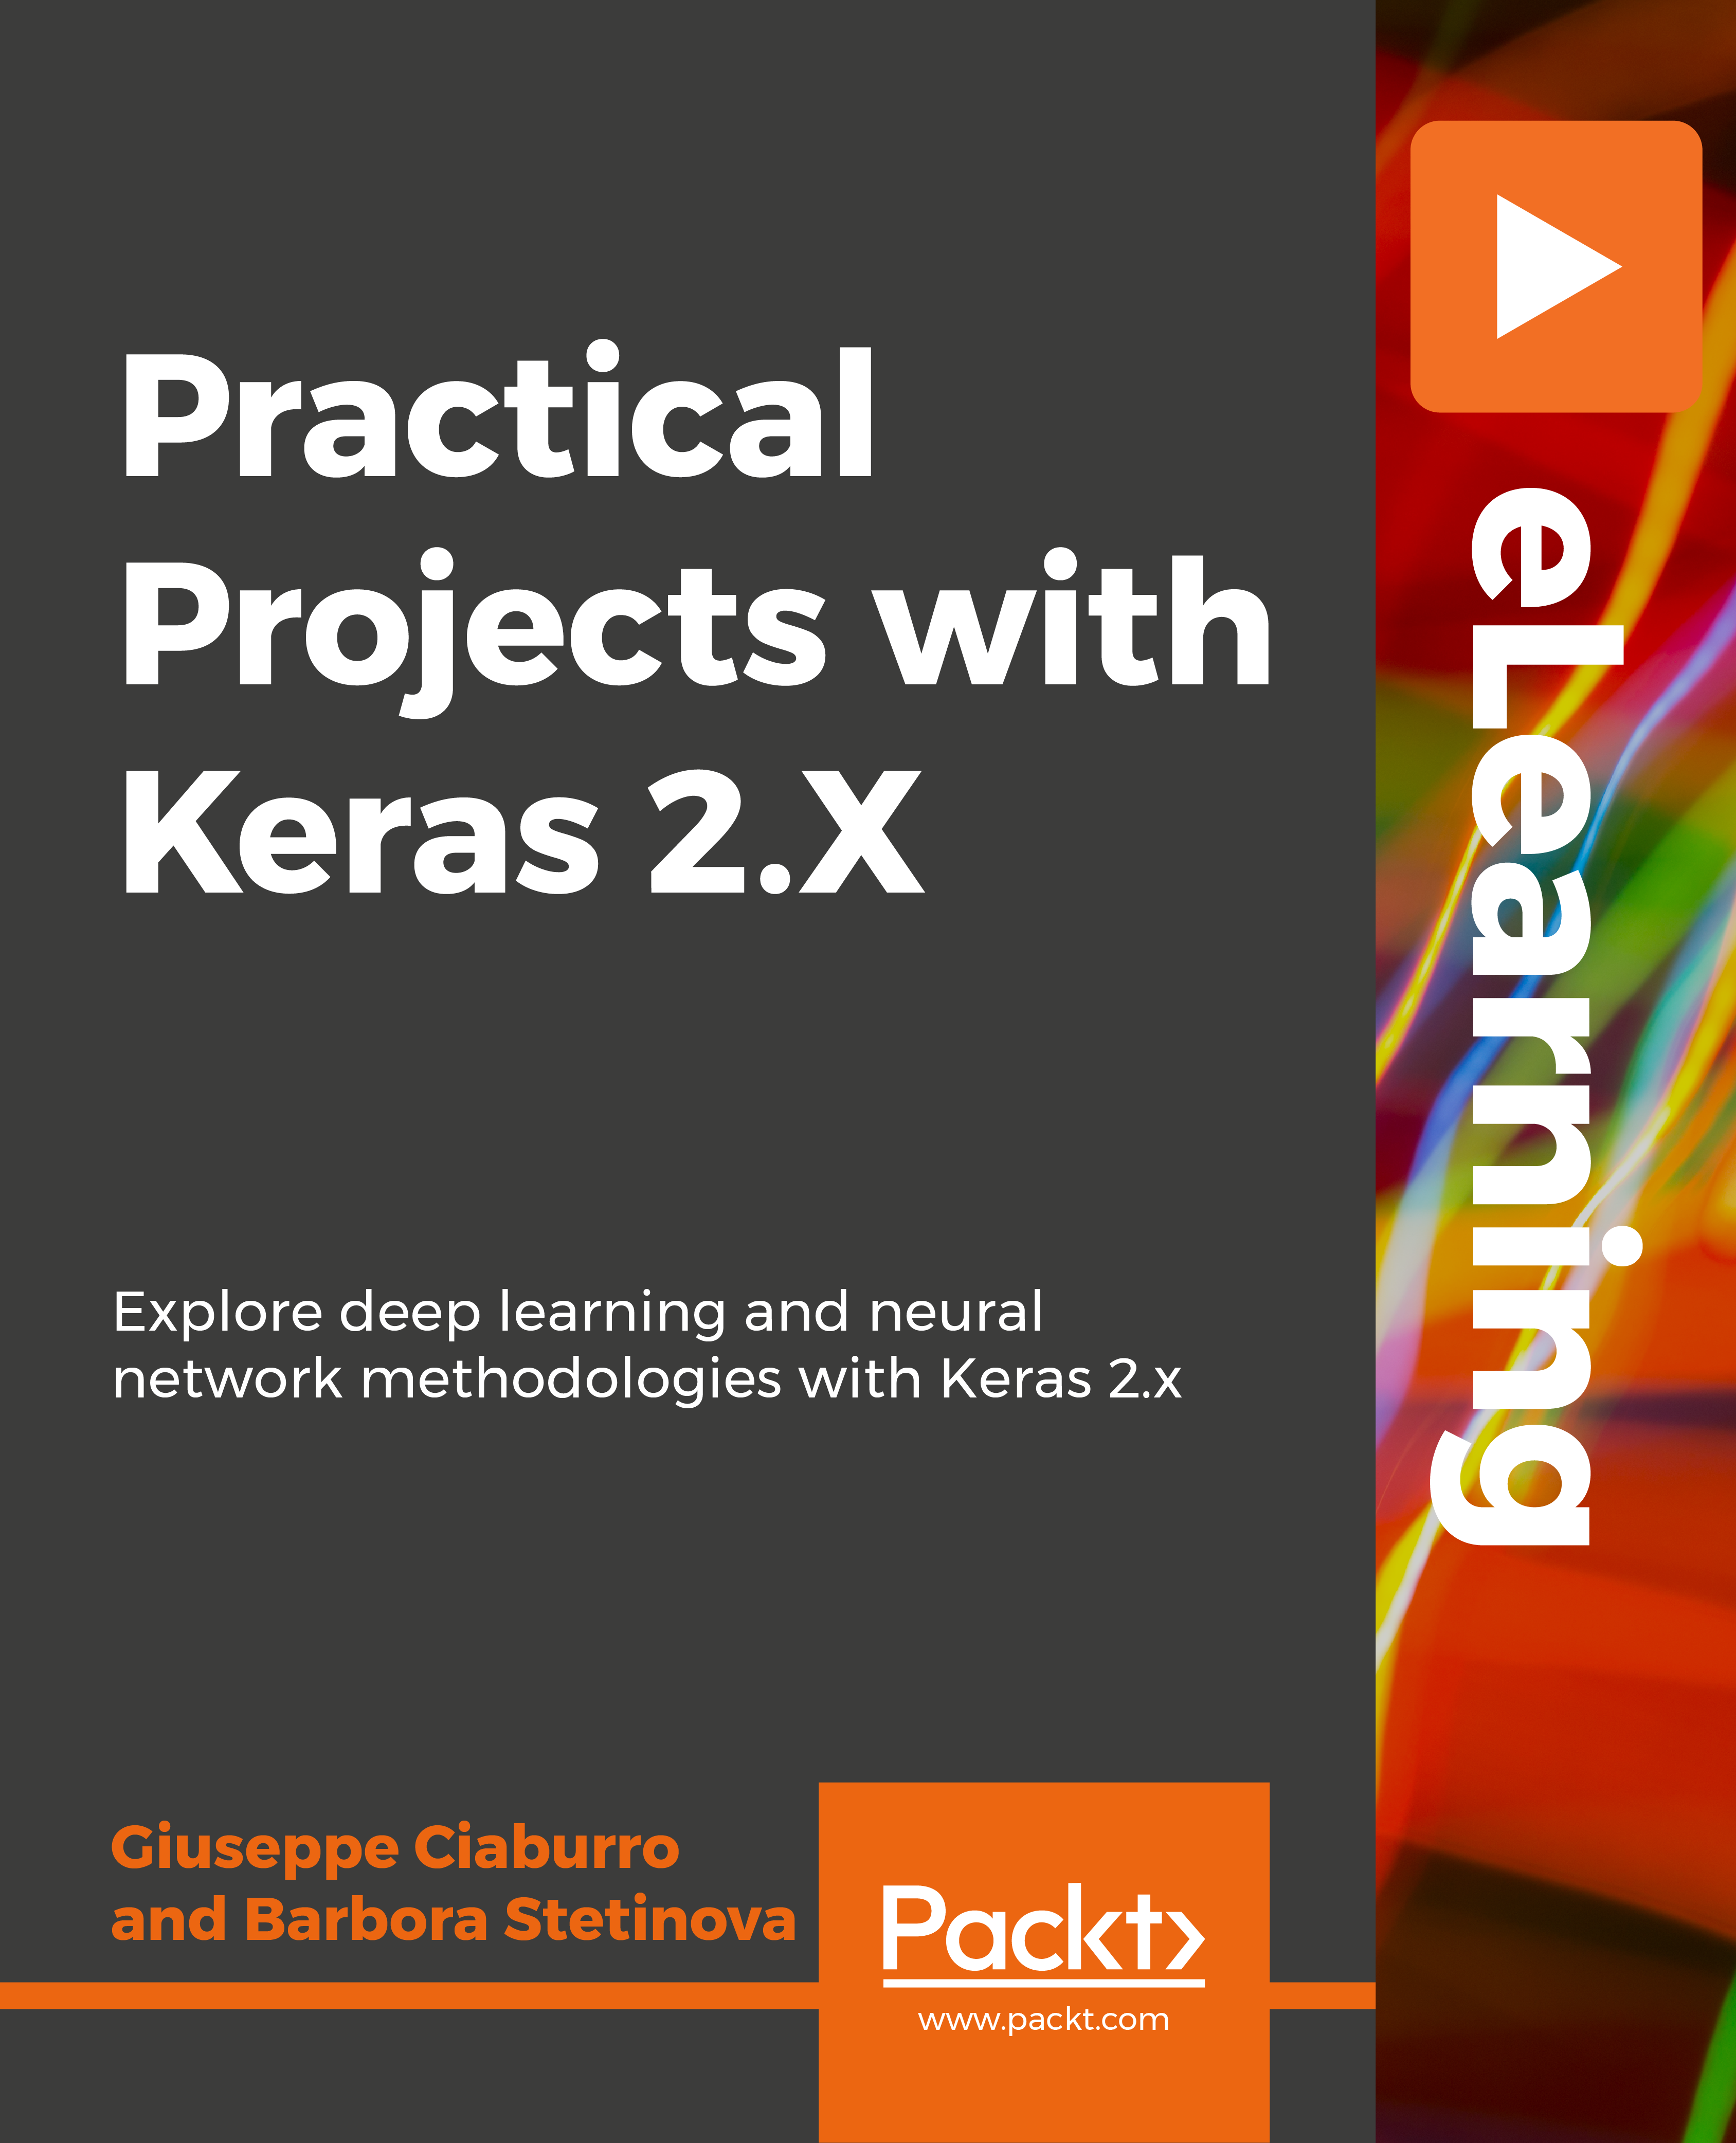 Practical
Projects with
Keras 2.X
Explore deep learning and neural
network methodologies with Keras 2.x
Giuseppe Ciaburro
and Barbora Stetinova
Packt
www.packt.com
eLearning